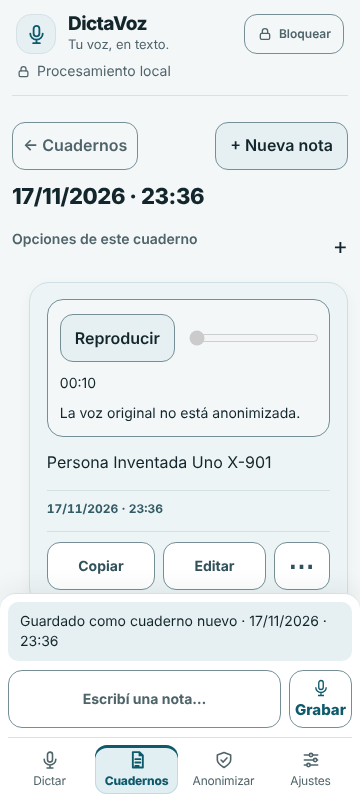 DictaVoz
Tu voz, en texto.
Bloquear
Procesamiento local
← Cuadernos
+ Nueva nota
17/11/2026 · 23:36
Opciones de este cuaderno
+
Reproducir
00:10
La voz original no está anonimizada.
Persona Inventada Uno X-901
17/11/2026 · 23:36
Copiar
Editar
...
Guardado como cuaderno nuevo · 17/11/2026 ·
23:36
Escribí una nota...
Grabar
Dictar
Cuadernos
Anonimizar
Ajustes